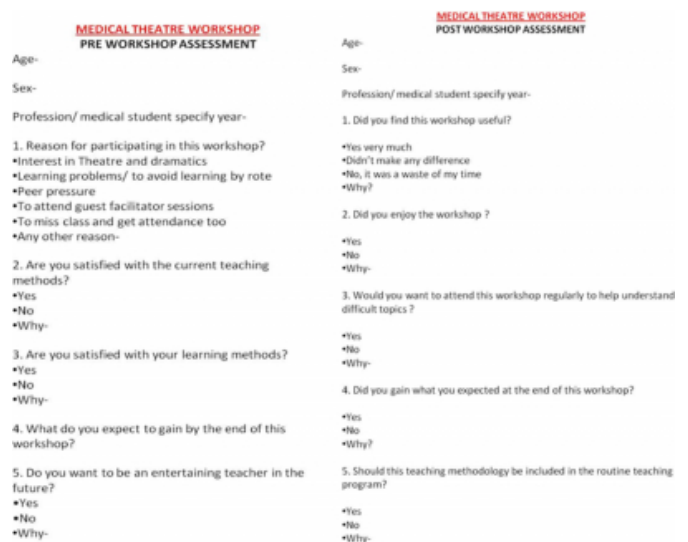 MEDICAL THEATRE WORKSHOP
PRE WORKSHOP ASSESSMENT
Age-
Sex-
Profession/ medical student specify year-
1. Reason for participating in this workshop?
•Interest in Theatre and dramatics
•Learning problems/ to avoid learning by rote
•Peer pressure
•To attend guest facilitator sessions
•To miss class and get attendance too
•Any other reason-
2. Are you satisfied with the current teaching
methods?
•Yes
•No
•Why-
3. Are you satisfied with your learning methods?
•Yes
•No
•Why-
4. What do you expect to gain by the end of this
workshop?
5. Do you want to be an entertaining teacher in the
future?
•Yes
•No
•Why-
MEDICAL THEATRE WORKSHOP
POST WORKSHOP ASSESSMENT
Age-
Sex-
Profession/ medical student specify year-
1. Did you find this workshop useful?
•Yes very much
•Didn't make any difference
•No, it was a waste of my time
•Why?
2. Did you enjoy the workshop ?
•Yes
•No
•Why-
3. Would you want to attend this workshop regularly to help understand
difficult topics ?
•Yes
•No
•Why-
4. Did you gain what you expected at the end of this workshop?
•Yes
•No
•Why?
5. Should this teaching methodology be included in the routine teaching
program?
•Yes
•No
•Why-